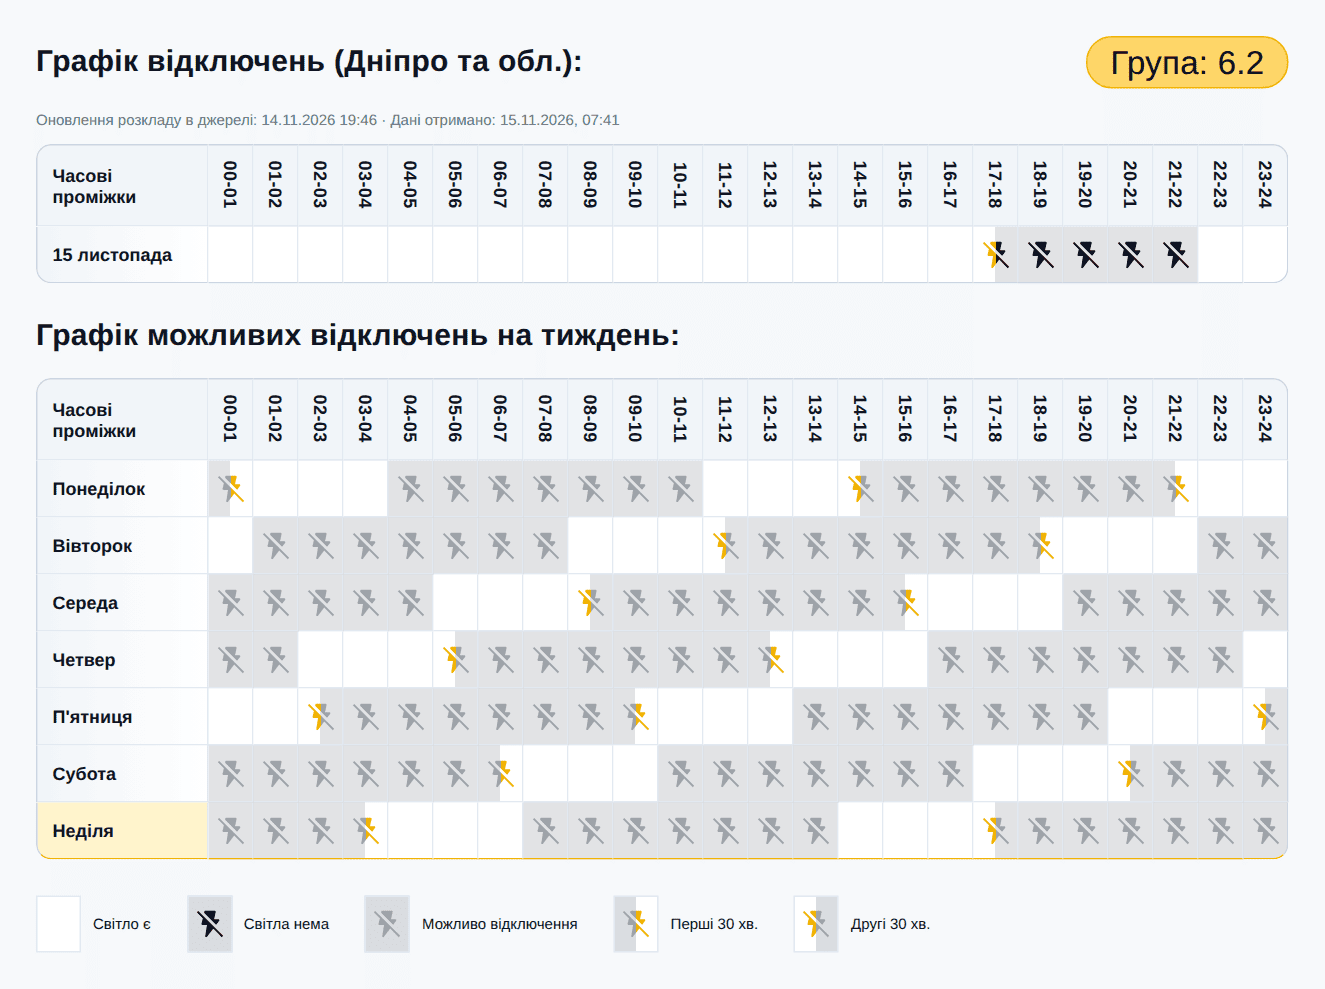 Графік відключень (Дніпро та обл.):
Група: 6.2
Оновлення розкладу в джерелі: 14.11.2026 19:46 · Дані отримано: 15.11.2026, 07:41
Часові
проміжки
00-01 01-02 02-03 03-04 04-05 05-06 06-07 07-08 08-09 09-10 10-11 11-12 12-13 13-14 14-15 15-16 16-17 17-18 18-19 19-20 20-21 21-22 22-23 23-24
15 листопада
Графік можливих відключень на тиждень:
Часові
проміжки
00-01 01-02 02-03 03-04 04-05 05-06 06-07 07-08 08-09 09-10 10-11 11-12 12-13 13-14 14-15 15-16 16-17 17-18 18-19 19-20 20-21 21-22 22-23 23-24
Понеділок
Вівторок
Середа
Четвер
П'ятниця
Субота
Неділя
Світло є
Світла нема
Можливо відключення
Перші 30 хв.
Другі 30 хв.